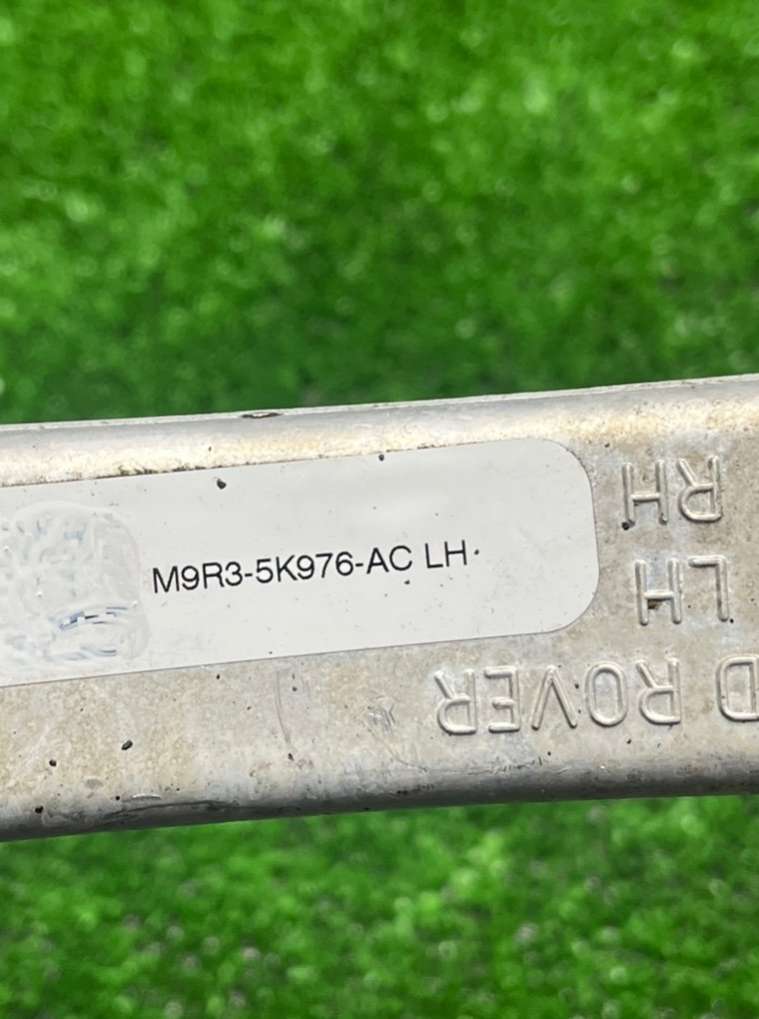 M9R3-5K976-AC LH
RH
LH
D ROVER